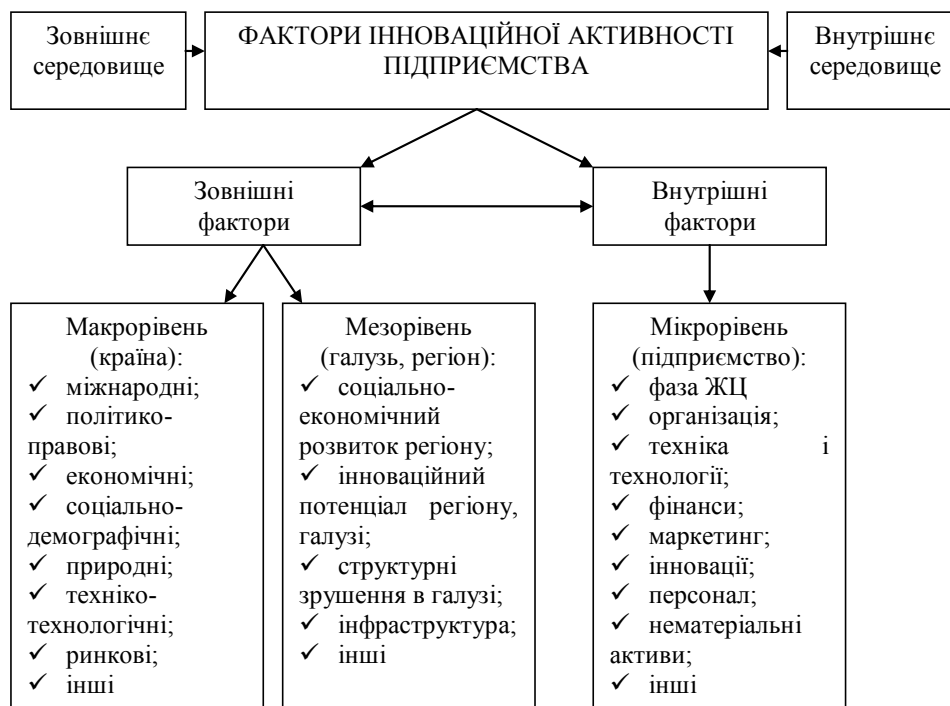 Зовнішнє
середовище
ФАКТОРИ ІННОВАЦІЙНОЇ АКТИВНОСТІ
ПІДПРИЄМСТВА
Внутрішнє
середовище
Зовнішні
фактори
Внутрішні
фактори
Макрорівень
(країна):
✓ міжнародні;
✓ політико-
правові;
✓ економічні;
✓ соціально-
демографічні;
✓ природні;
✓ техніко-
технологічні;
✓ ринкові;
✓ інші
Мезорівень
(галузь, регіон):
✓ соціально-
економічний
розвиток регіону;
✓ інноваційний
потенціал регіону,
галузі;
✓ структурні
зрушення в галузі;
✓ інфраструктура;
✓ інші
Мікрорівень
(підприємство):
✓ фаза ЖЦ
✓ організація;
✓ техніка і
технології;
✓ фінанси;
✓ маркетинг;
✓ інновації;
✓ персонал;
✓ нематеріальні
активи;
✓ інші